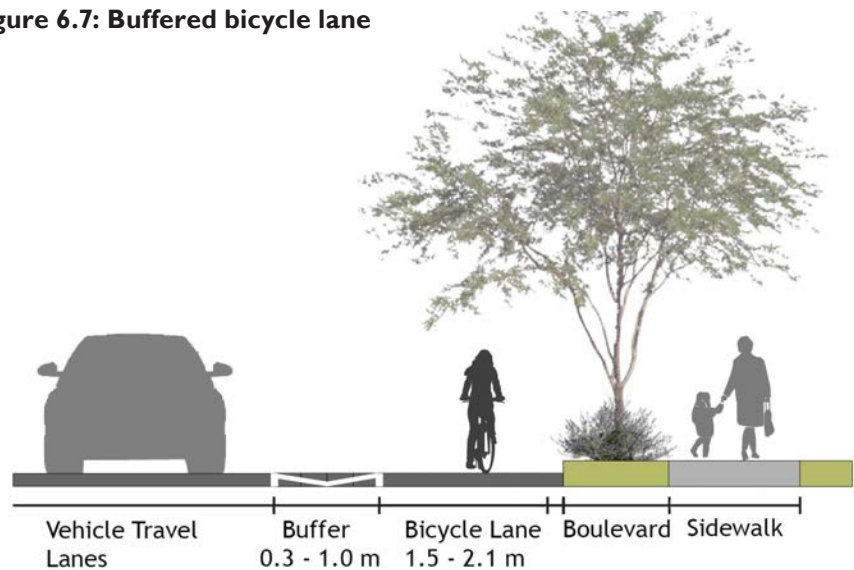 gure 6.7: Buffered bicycle lane
Vehicle Travel Lanes
Buffer
0.3 - 1.0 m
Bicycle Lane
1.5 - 2.1 m
Boulevard
Sidewalk